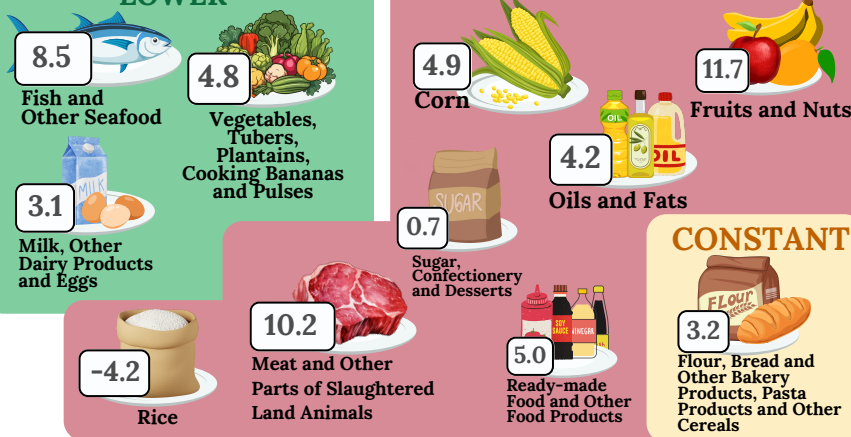 LOWER
8.5
Fish and
Other Seafood
4.8
Vegetables,
Tubers,
Plantains,
Cooking Bananas
and Pulses
MILK
3.1
Milk, Other
Dairy Products
and Eggs
4.9
Corn
11.7
Fruits and Nuts
OIL
OIL
4.2
Oils and Fats
SUGAR
0.7
Sugar,
Confectionery
and Desserts
-4.2
Rice
10.2
Meat and Other
Parts of Slaughtered
Land Animals
SOY
SAUCE
VINEGAR
5.0
Ready-made
Food and Other
Food Products
CONSTANT
FLOUR
3.2
Flour, Bread and
Other Bakery
Products, Pasta
Products and Other
Cereals